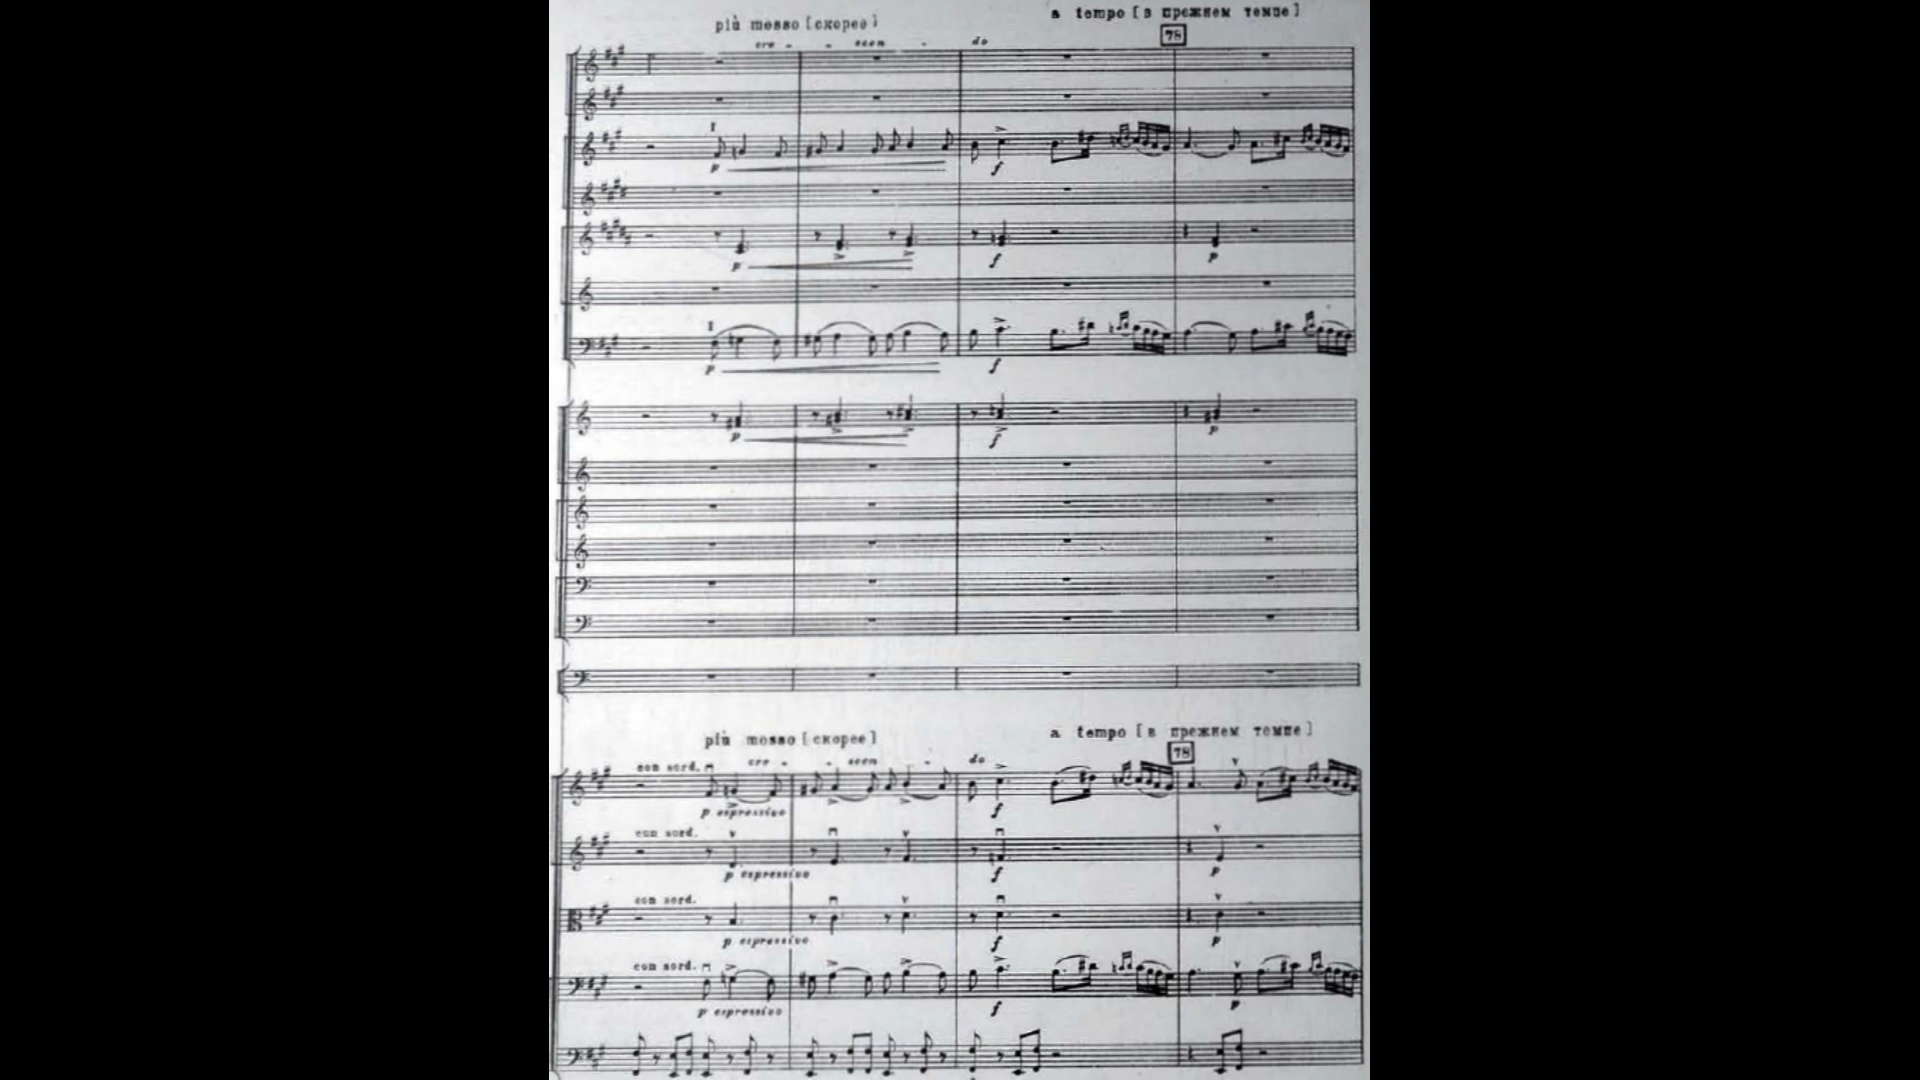 più mosso [скорее]
a tempo [в прежнем темпе]
cre - - scen - do
78
I
p
f
p
f
p
I
p
f
p
f
p
più mosso [скорее]
a tempo [в прежнем темпе]
78
con sord.
cre - - scen - do
p espressivo
f
con sord.
p espressivo
f
p
con sord.
p espressivo
f
p
con sord.
p espressivo
f
p